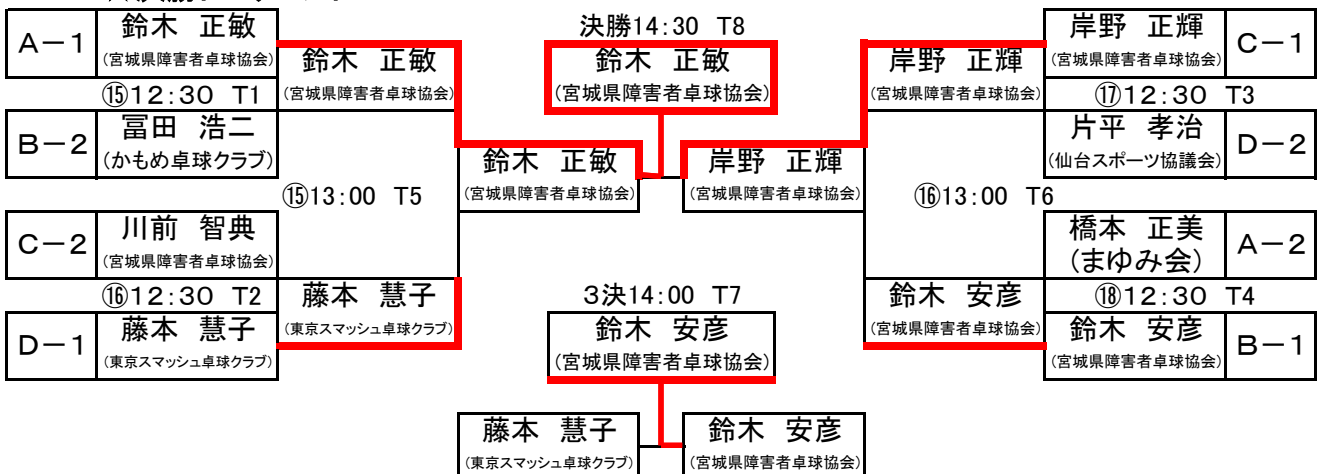 A－1
鈴木 正敏
(宮城県障害者卓球協会)
⑮12:30 T1
B－2
冨田 浩二
(かもめ卓球クラブ)
鈴木 正敏
(宮城県障害者卓球協会)
⑮13:00 T5
C－2
川前 智典
(宮城県障害者卓球協会)
⑯12:30 T2
D－1
藤本 慧子
(東京スマッシュ卓球クラブ)
藤本 慧子
(東京スマッシュ卓球クラブ)
鈴木 正敏
(宮城県障害者卓球協会)
決勝14:30 T8
鈴木 正敏
(宮城県障害者卓球協会)
岸野 正輝
(宮城県障害者卓球協会)
岸野 正輝
(宮城県障害者卓球協会)
岸野 正輝
(宮城県障害者卓球協会)
C－1
⑰12:30 T3
片平 孝治
(仙台スポーツ協議会)
D－2
⑯13:00 T6
橋本 正美
(まゆみ会)
A－2
鈴木 安彦
(宮城県障害者卓球協会)
⑱12:30 T4
鈴木 安彦
(宮城県障害者卓球協会)
B－1
3決14:00 T7
鈴木 安彦
(宮城県障害者卓球協会)
藤本 慧子
(東京スマッシュ卓球クラブ)
鈴木 安彦
(宮城県障害者卓球協会)